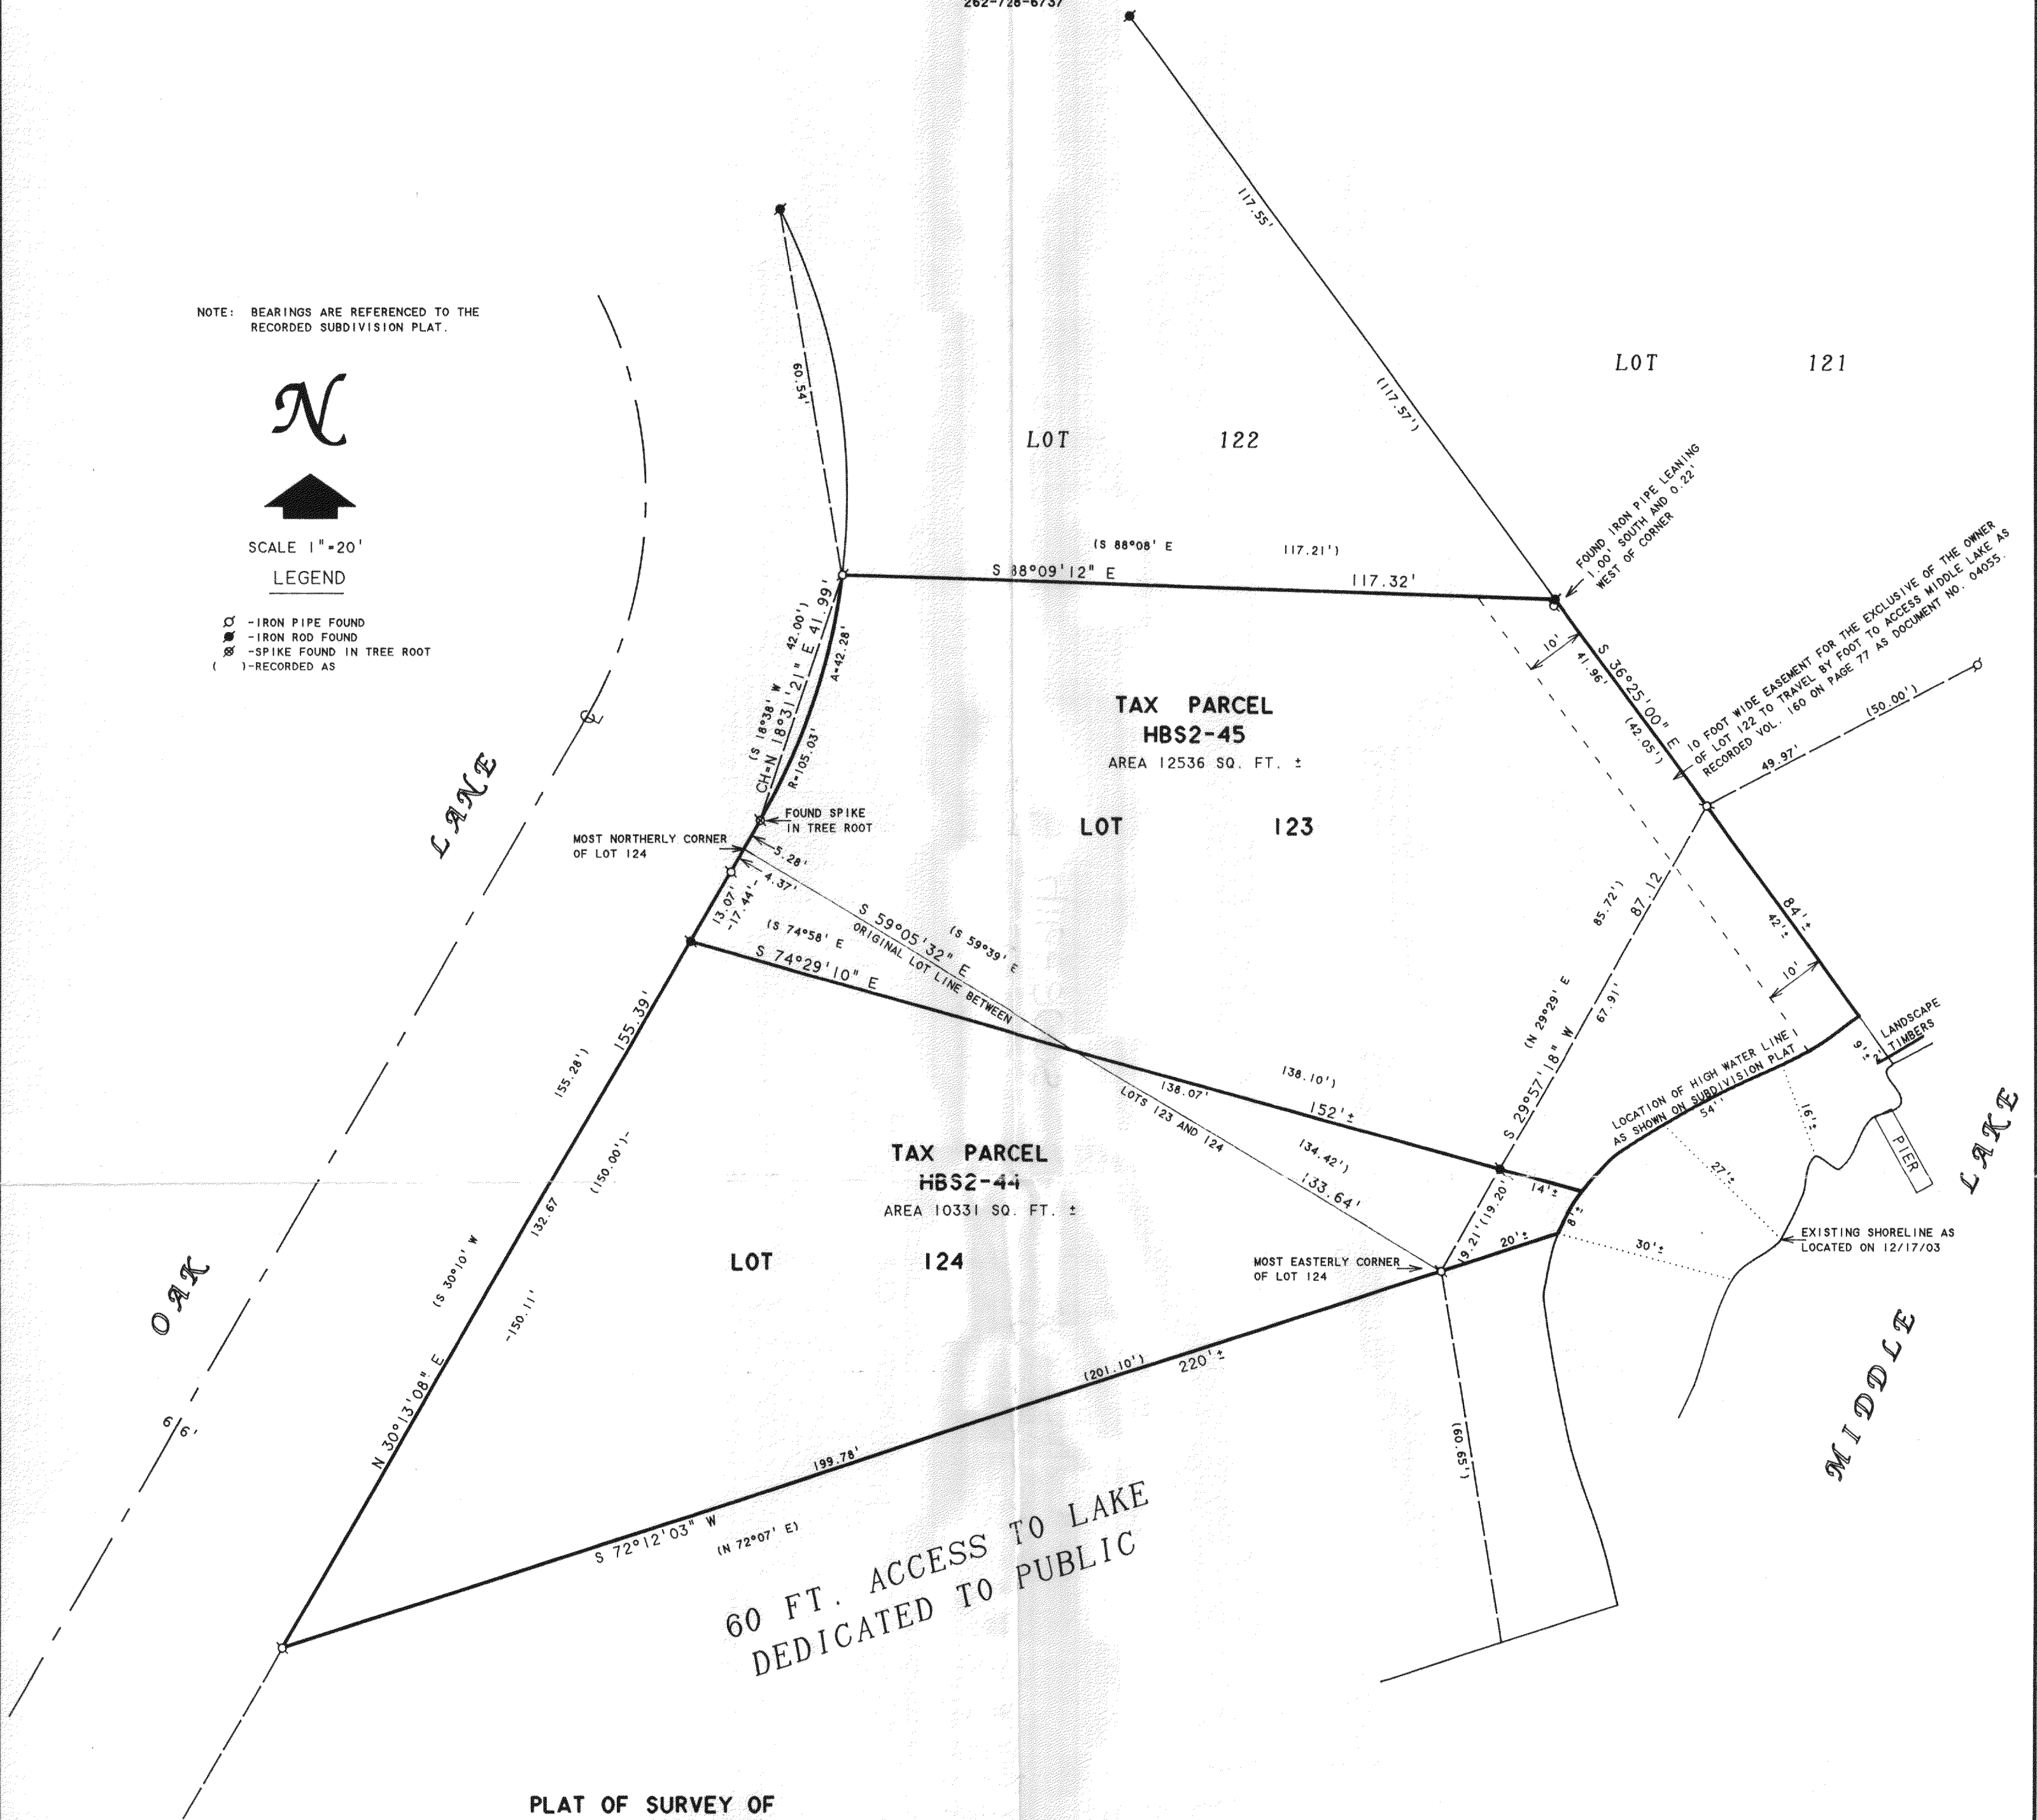 262-728-6737
NOTE: BEARINGS ARE REFERENCED TO THE
RECORDED SUBDIVISION PLAT.
N
SCALE 1"=20'
LEGEND
-IRON PIPE FOUND
-IRON ROD FOUND
-SPIKE FOUND IN TREE ROOT
( )-RECORDED AS
117.55'
(117.57')
60.54'
LOT 121
LOT 122
FOUND IRON PIPE LEANING
1.00' SOUTH AND 0.22'
WEST OF CORNER
(S 88°08' E 117.21')
S 88°09'12" E 117.32'
10 FOOT WIDE EASEMENT FOR THE EXCLUSIVE OF THE OWNER
OF LOT 122 TO TRAVEL BY FOOT TO ACCESS MIDDLE LAKE AS
RECORDED VOL. 160 ON PAGE 77 AS DOCUMENT NO. 04055.
10'
41.96'
S 36°25'00" E
(42.05')
(50.00')
49.97'
(S 18°38' W 42.00')
CH=N 18°31'21" E 41.99'
A=42.28'
R=105.03'
TAX PARCEL
HBS2-45
AREA 12536 SQ. FT. ±
LOT 123
FOUND SPIKE
IN TREE ROOT
MOST NORTHERLY CORNER
OF LOT 124
5.28'
4.37'
13.07'
-17.44'-
(S 74°58' E
S 74°29'10" E
S 59°05'32" E
(S 59°39' E
ORIGINAL LOT LINE BETWEEN
LOTS 123 AND 124
85.72')
87.12
84'±
42'±
10'
(N 29°29' E
67.91'
S 29°57'18" W
LANDSCAPE
TIMBERS
9'±
2'
LOCATION OF HIGH WATER LINE
AS SHOWN ON SUBDIVISION PLAT
54'
16'±
27'±
PIER
LANE
155.39'
155.28')
(150.00')-
132.67
(S 30°10' W
-150.11'
N 30°13'08" E
138.07'
138.10')
152'±
134.42')
133.64'
14'±
8'±
19.21'(19.20')
20'±
30'±
TAX PARCEL
HBS2-44
AREA 10331 SQ. FT. ±
LOT 124
MOST EASTERLY CORNER
OF LOT 124
EXISTING SHORELINE AS
LOCATED ON 12/17/03
OAK
66'
MIDDLE LAKE
(201.10')
220'±
199.78'
S 72°12'03" W
(N 72°07' E)
(60.65')
60 FT. ACCESS TO LAKE
DEDICATED TO PUBLIC
PLAT OF SURVEY OF